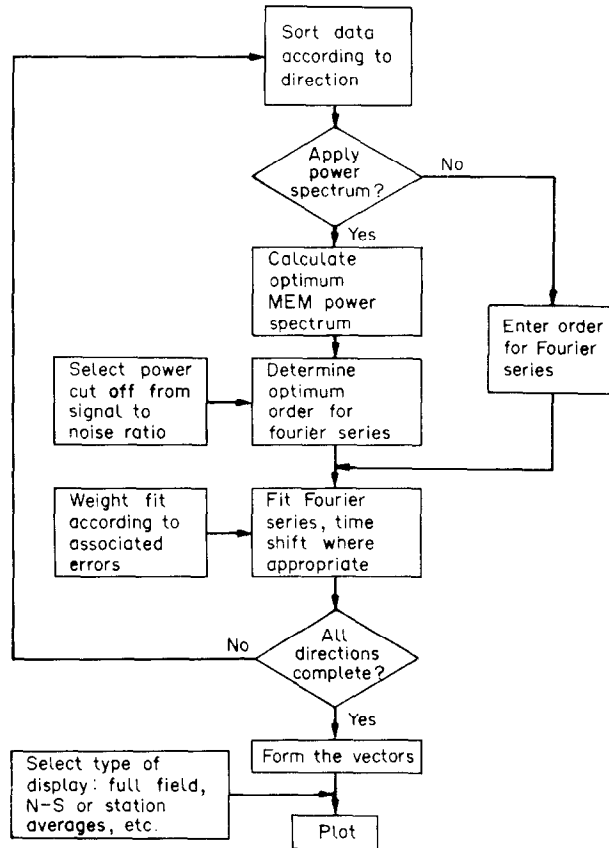 Sort data
according to
direction
Apply
power
spectrum?
No
Yes
Calculate
optimum
MEM power
spectrum
Enter order
for Fourier
series
Select power
cut off from
signal to
noise ratio
Determine
optimum
order for
fourier series
Weight fit
according to
associated
errors
Fit Fourier
series, time
shift where
appropriate
No
All
directions
complete?
Yes
Form the vectors
Select type of
display: full field,
N-S or station
averages, etc.
Plot